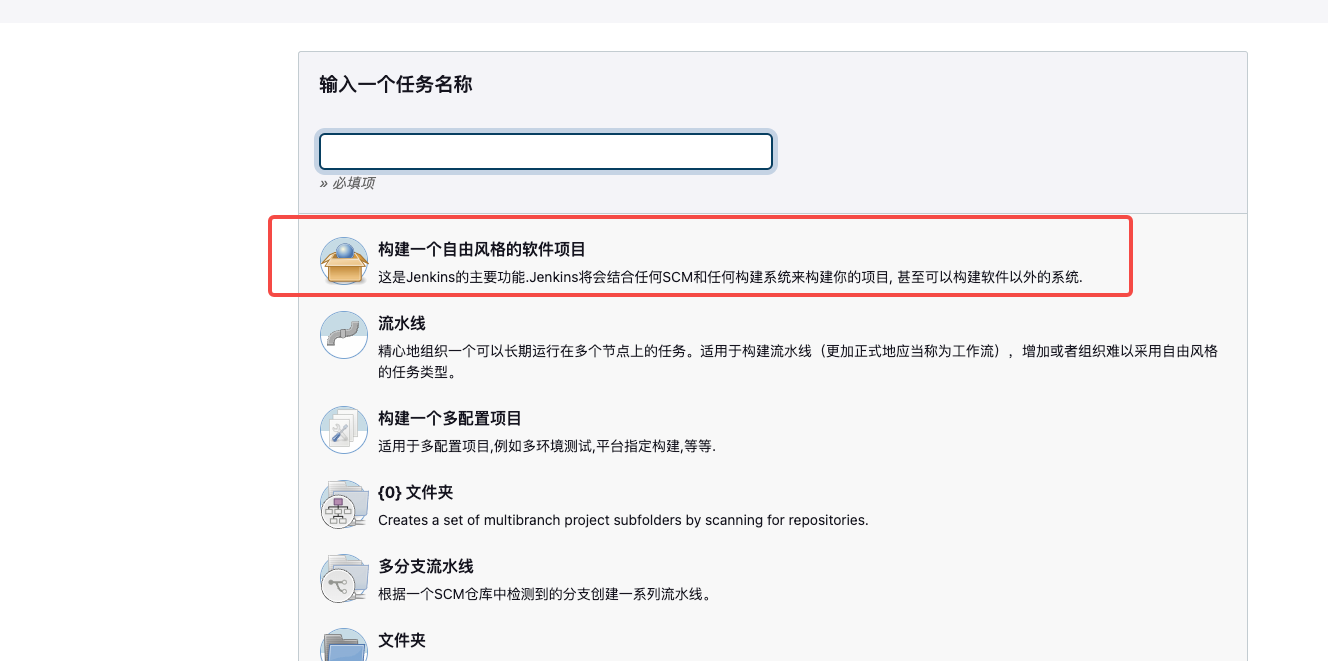 输入一个任务名称
» 必填项
构建一个自由风格的软件项目
这是Jenkins的主要功能.Jenkins将会结合任何SCM和任何构建系统来构建你的项目, 甚至可以构建软件以外的系统.
流水线
精心地组织一个可以长期运行在多个节点上的任务。适用于构建流水线（更加正式地应当称为工作流），增加或者组织难以采用自由风格
的任务类型。
构建一个多配置项目
适用于多配置项目,例如多环境测试,平台指定构建,等等.
{0} 文件夹
Creates a set of multibranch project subfolders by scanning for repositories.
多分支流水线
根据一个SCM仓库中检测到的分支创建一系列流水线。
文件夹